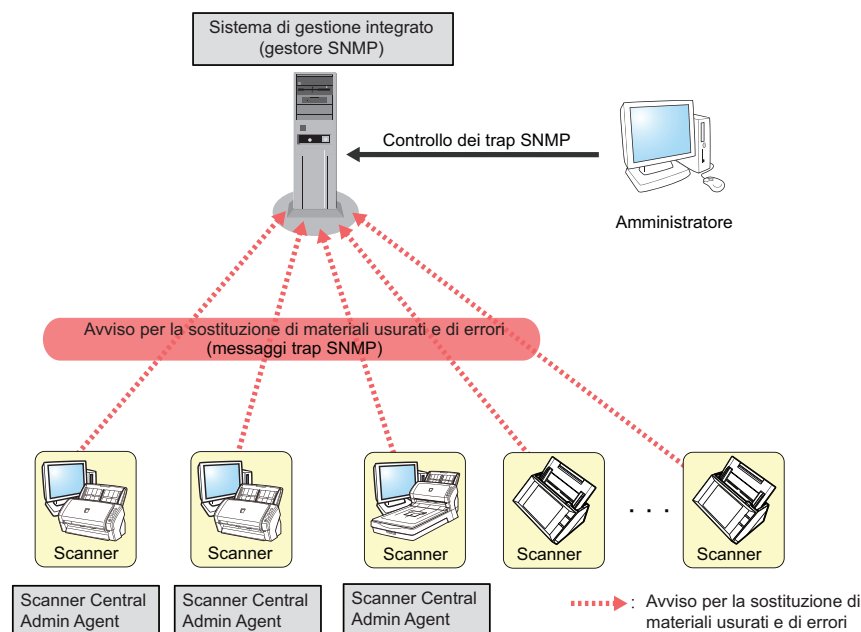 Sistema di gestione integrato
(gestore SNMP)
Controllo dei trap SNMP
Amministratore
Avviso per la sostituzione di materiali usurati e di errori
(messaggi trap SNMP)
Scanner
Scanner
Scanner
Scanner
. . .
Scanner
Scanner Central
Admin Agent
Scanner Central
Admin Agent
Scanner Central
Admin Agent
: Avviso per la sostituzione di
materiali usurati e di errori